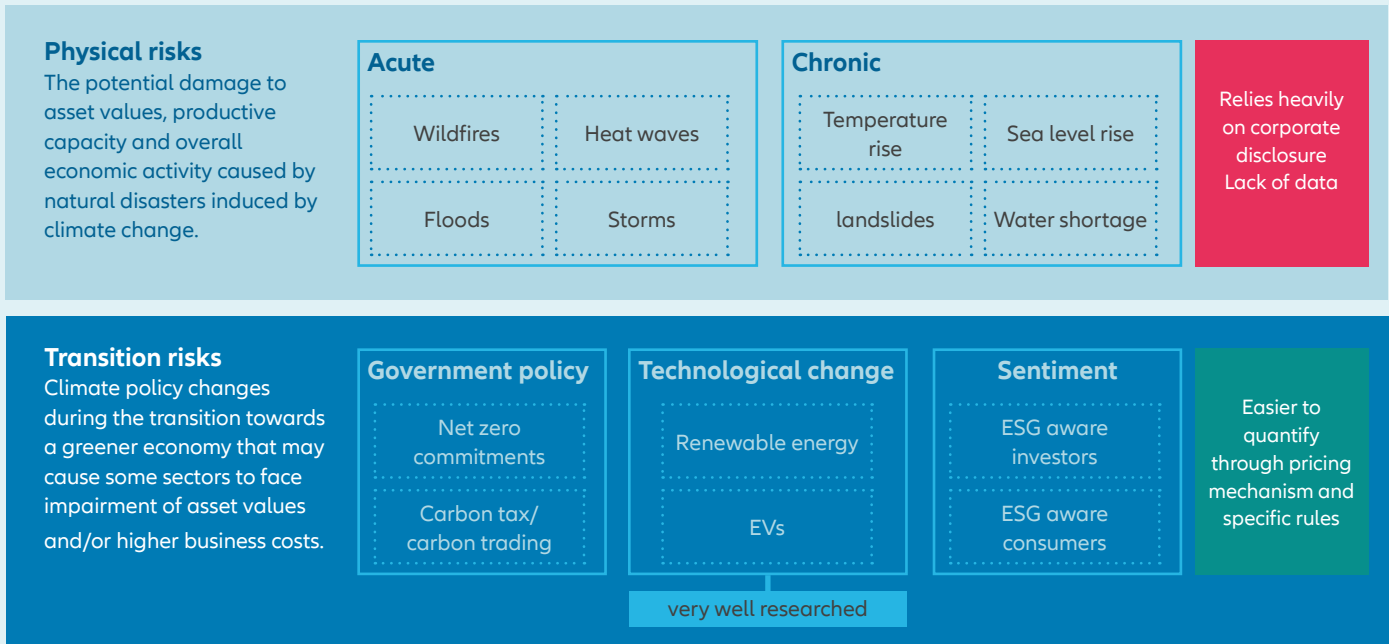 Physical risks
The potential damage to
asset values, productive
capacity and overall
economic activity caused by
natural disasters induced by
climate change.
Acute
Wildfires
Heat waves
Floods
Storms
Chronic
Temperature
rise
Sea level rise
landslides
Water shortage
Relies heavily
on corporate
disclosure
Lack of data
Transition risks
Climate policy changes
during the transition towards
a greener economy that may
cause some sectors to face
impairment of asset values
and/or higher business costs.
Government policy
Net zero
commitments
Carbon tax/
carbon trading
Technological change
Renewable energy
EVs
very well researched
Sentiment
ESG aware
investors
ESG aware
consumers
Easier to
quantify
through pricing
mechanism and
specific rules